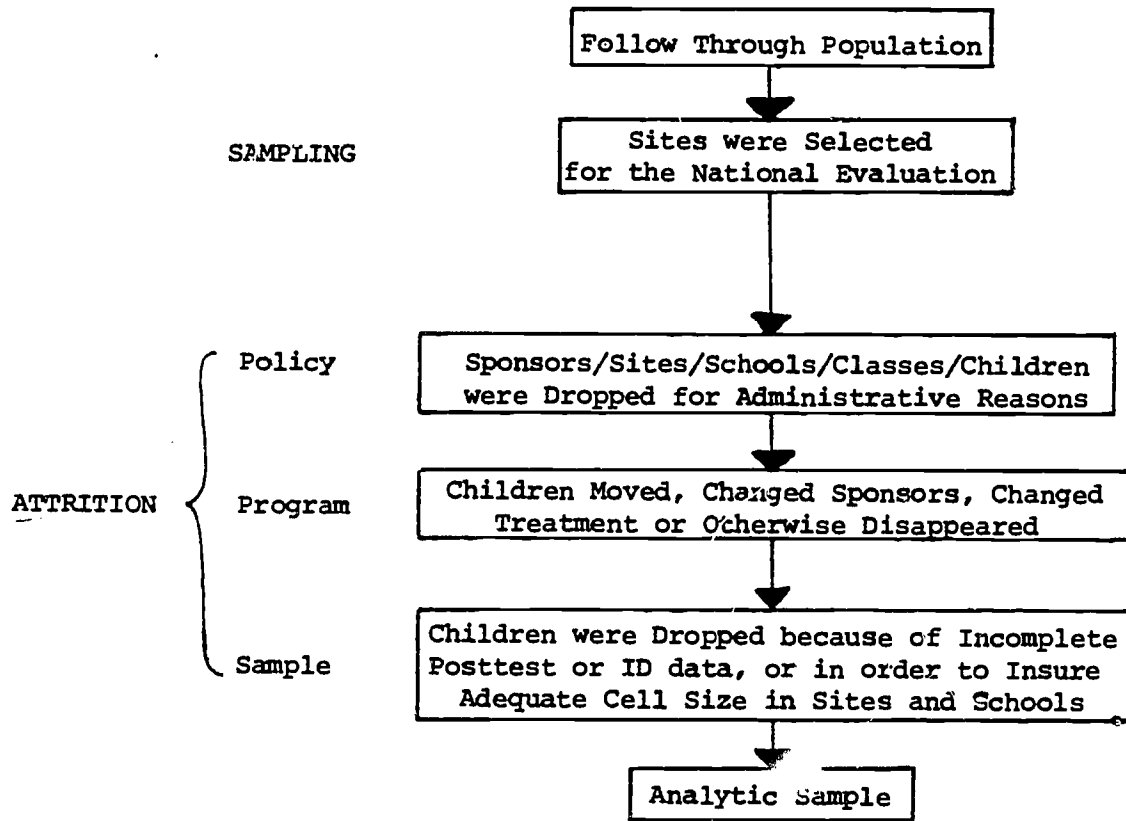 Follow Through Population
SAMPLING
Sites were Selected
for the National Evaluation
Policy
Sponsors/Sites/Schools/Classes/Children
were Dropped for Administrative Reasons
ATTRITION
Program
Children Moved, Changed Sponsors, Changed
Treatment or Otherwise Disappeared
Sample
Children were Dropped because of Incomplete
Posttest or ID data, or in order to Insure
Adequate Cell Size in Sites and Schools
Analytic Sample